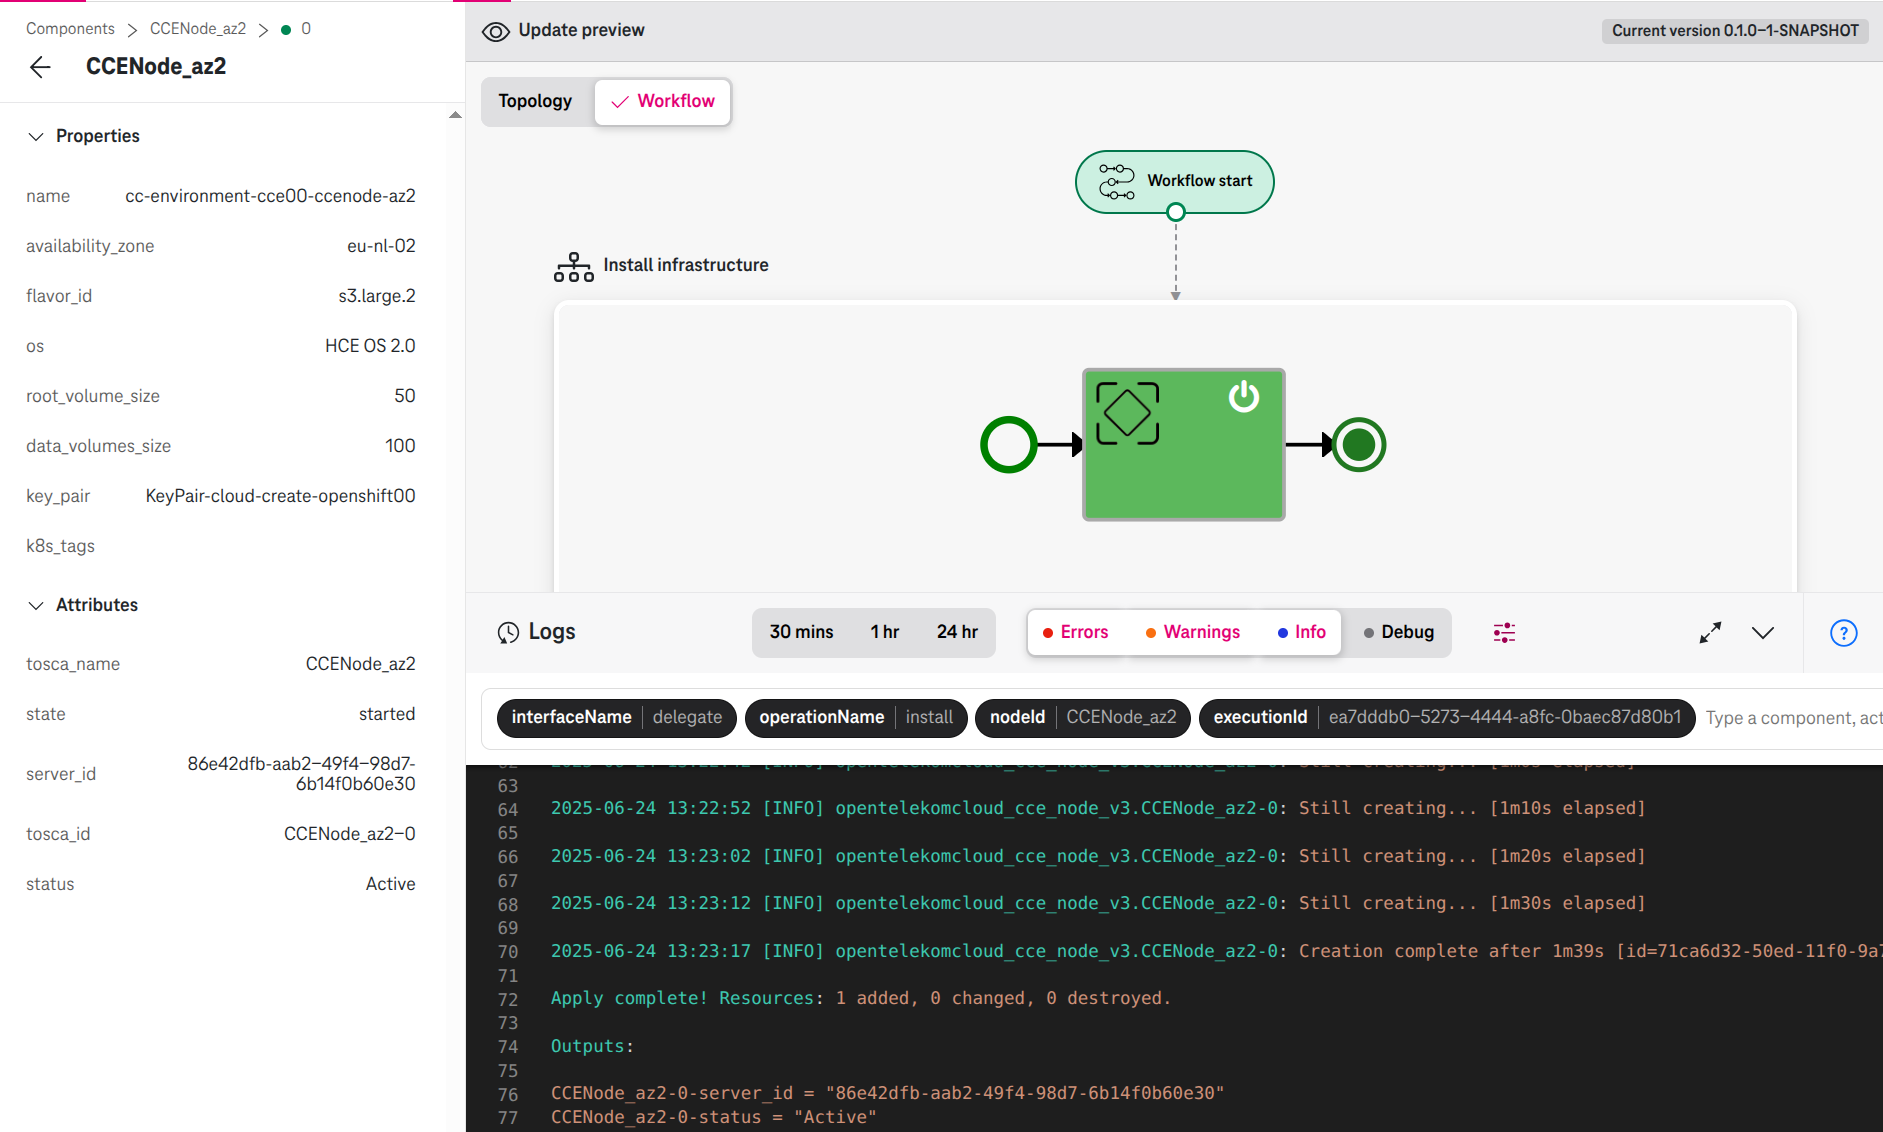 Components > CCENode_az2 > 0
CCENode_az2
Properties
name cc-environment-cce00-ccenode-az2
availability_zone eu-nl-02
flavor_id s3.large.2
os HCE OS 2.0
root_volume_size 50
data_volumes_size 100
key_pair KeyPair-cloud-create-openshift00
k8s_tags
Attributes
tosca_name CCENode_az2
state started
server_id 86e42dfb-aab2-49f4-98d7-
6b14f0b60e30
tosca_id CCENode_az2-0
status Active
Update preview
Current version 0.1.0-1-SNAPSHOT
Topology Workflow
Workflow start
Install infrastructure
Logs 30 mins 1 hr 24 hr Errors Warnings Info Debug
interfaceName delegate operationName install nodeId CCENode_az2 executionId ea7dddb0-5273-4444-a8fc-0baec87d80b1 Type a component, act
63
64 2025-06-24 13:22:52 [INFO] opentelekomcloud_cce_node_v3.CCENode_az2-0: Still creating... [1m10s elapsed]
65
66 2025-06-24 13:23:02 [INFO] opentelekomcloud_cce_node_v3.CCENode_az2-0: Still creating... [1m20s elapsed]
67
68 2025-06-24 13:23:12 [INFO] opentelekomcloud_cce_node_v3.CCENode_az2-0: Still creating... [1m30s elapsed]
69
70 2025-06-24 13:23:17 [INFO] opentelekomcloud_cce_node_v3.CCENode_az2-0: Creation complete after 1m39s [id=71ca6d32-50ed-11f0-9a7
71
72 Apply complete! Resources: 1 added, 0 changed, 0 destroyed.
73
74 Outputs:
75
76 CCENode_az2-0-server_id = "86e42dfb-aab2-49f4-98d7-6b14f0b60e30"
77 CCENode_az2-0-status = "Active"